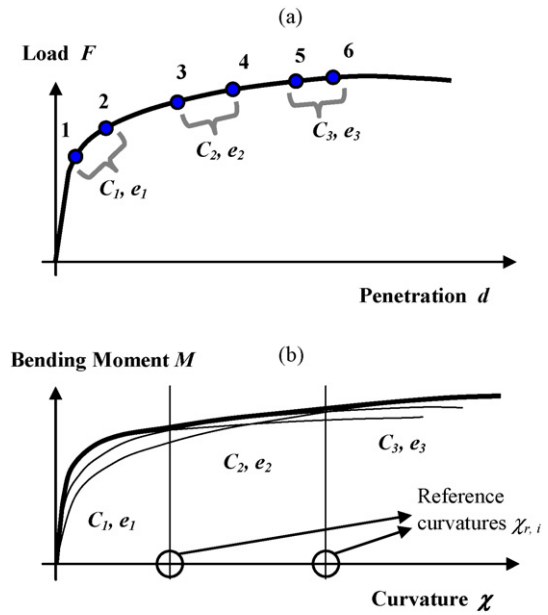 (a)
Load F
1
2
3
4
5
6
C1, e1
C2, e2
C3, e3
Penetration d
(b)
Bending Moment M
C1, e1
C2, e2
C3, e3
Reference
curvatures χr, i
Curvature χ